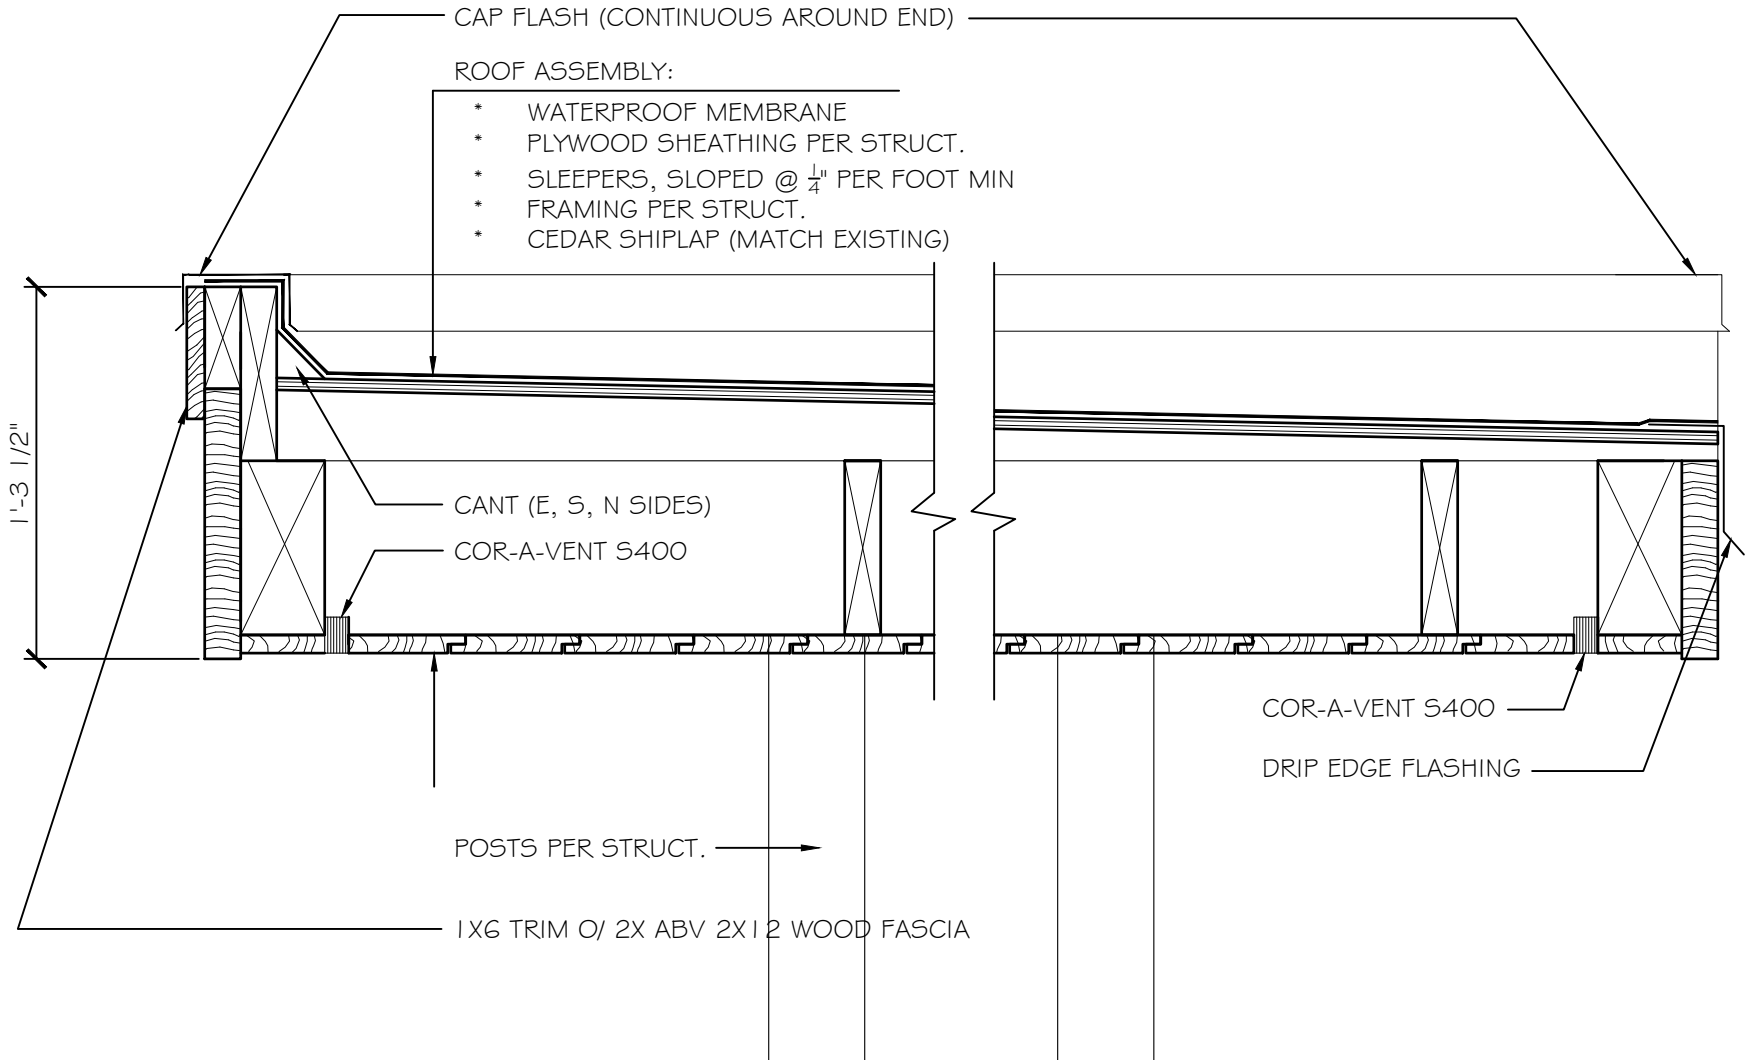 CAP FLASH (CONTINUOUS AROUND END)
ROOF ASSEMBLY:
* WATERPROOF MEMBRANE
* PLYWOOD SHEATHING PER STRUCT.
* SLEEPERS, SLOPED @ 1/4" PER FOOT MIN
* FRAMING PER STRUCT.
* CEDAR SHIPLAP (MATCH EXISTING)
1'-3 1/2"
CANT (E, S, N SIDES)
COR-A-VENT S400
COR-A-VENT S400
DRIP EDGE FLASHING
POSTS PER STRUCT.
1X6 TRIM O/ 2X ABV 2X12 WOOD FASCIA